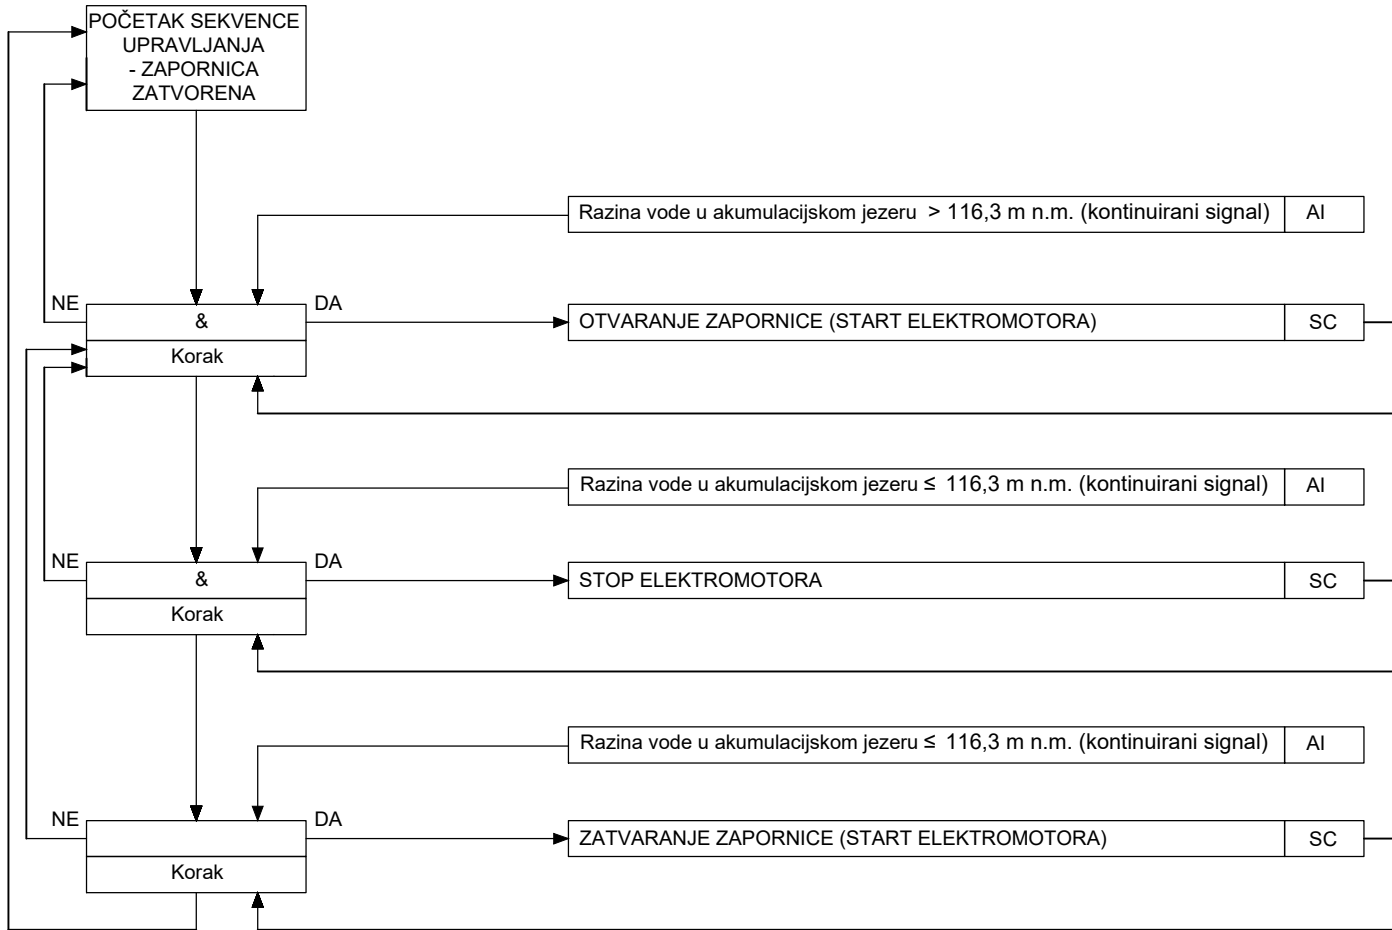 POČETAK SEKVENCE
UPRAVLJANJA
- ZAPORNICA
ZATVORENA
Razina vode u akumulacijskom jezeru > 116,3 m n.m. (kontinuirani signal) AI
NE
&
DA
OTVARANJE ZAPORNICE (START ELEKTROMOTORA) SC
Korak
Razina vode u akumulacijskom jezeru ≤ 116,3 m n.m. (kontinuirani signal) AI
NE
&
DA
STOP ELEKTROMOTORA SC
Korak
Razina vode u akumulacijskom jezeru ≤ 116,3 m n.m. (kontinuirani signal) AI
NE
DA
ZATVARANJE ZAPORNICE (START ELEKTROMOTORA) SC
Korak